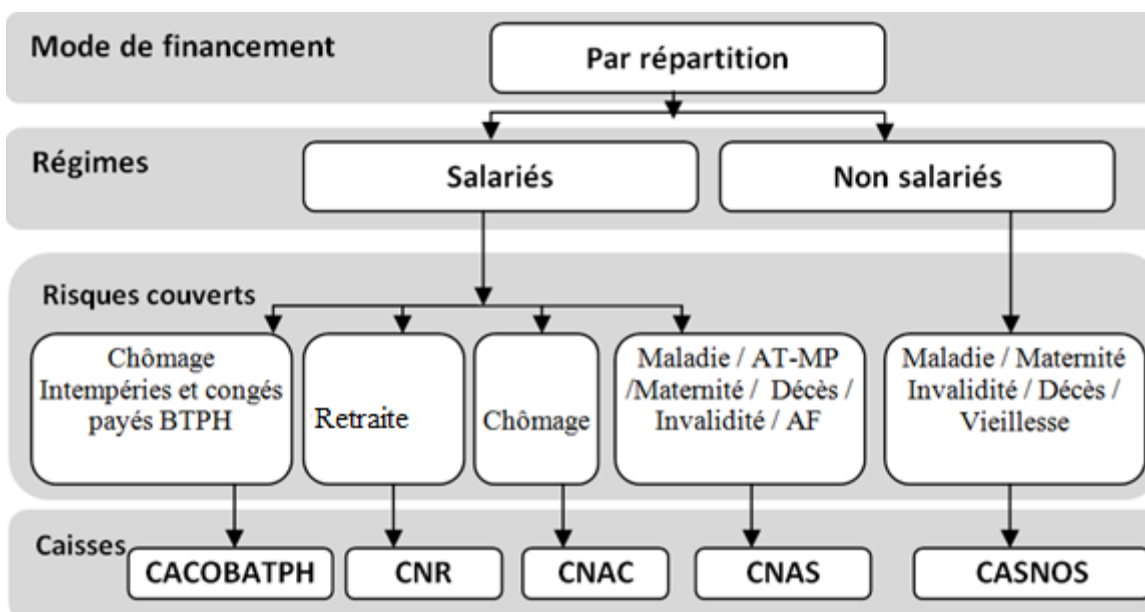 Mode de financement
Par répartition
Régimes
Salariés
Non salariés
Risques couverts
Chômage
Intempéries et congés
payés BTPH
Retraite
Chômage
Maladie / AT-MP
/Maternité / Décès /
Invalidité / AF
Maladie / Maternité
Invalidité / Décès /
Vieillesse
Caisses
CACOBATPH
CNR
CNAC
CNAS
CASNOS